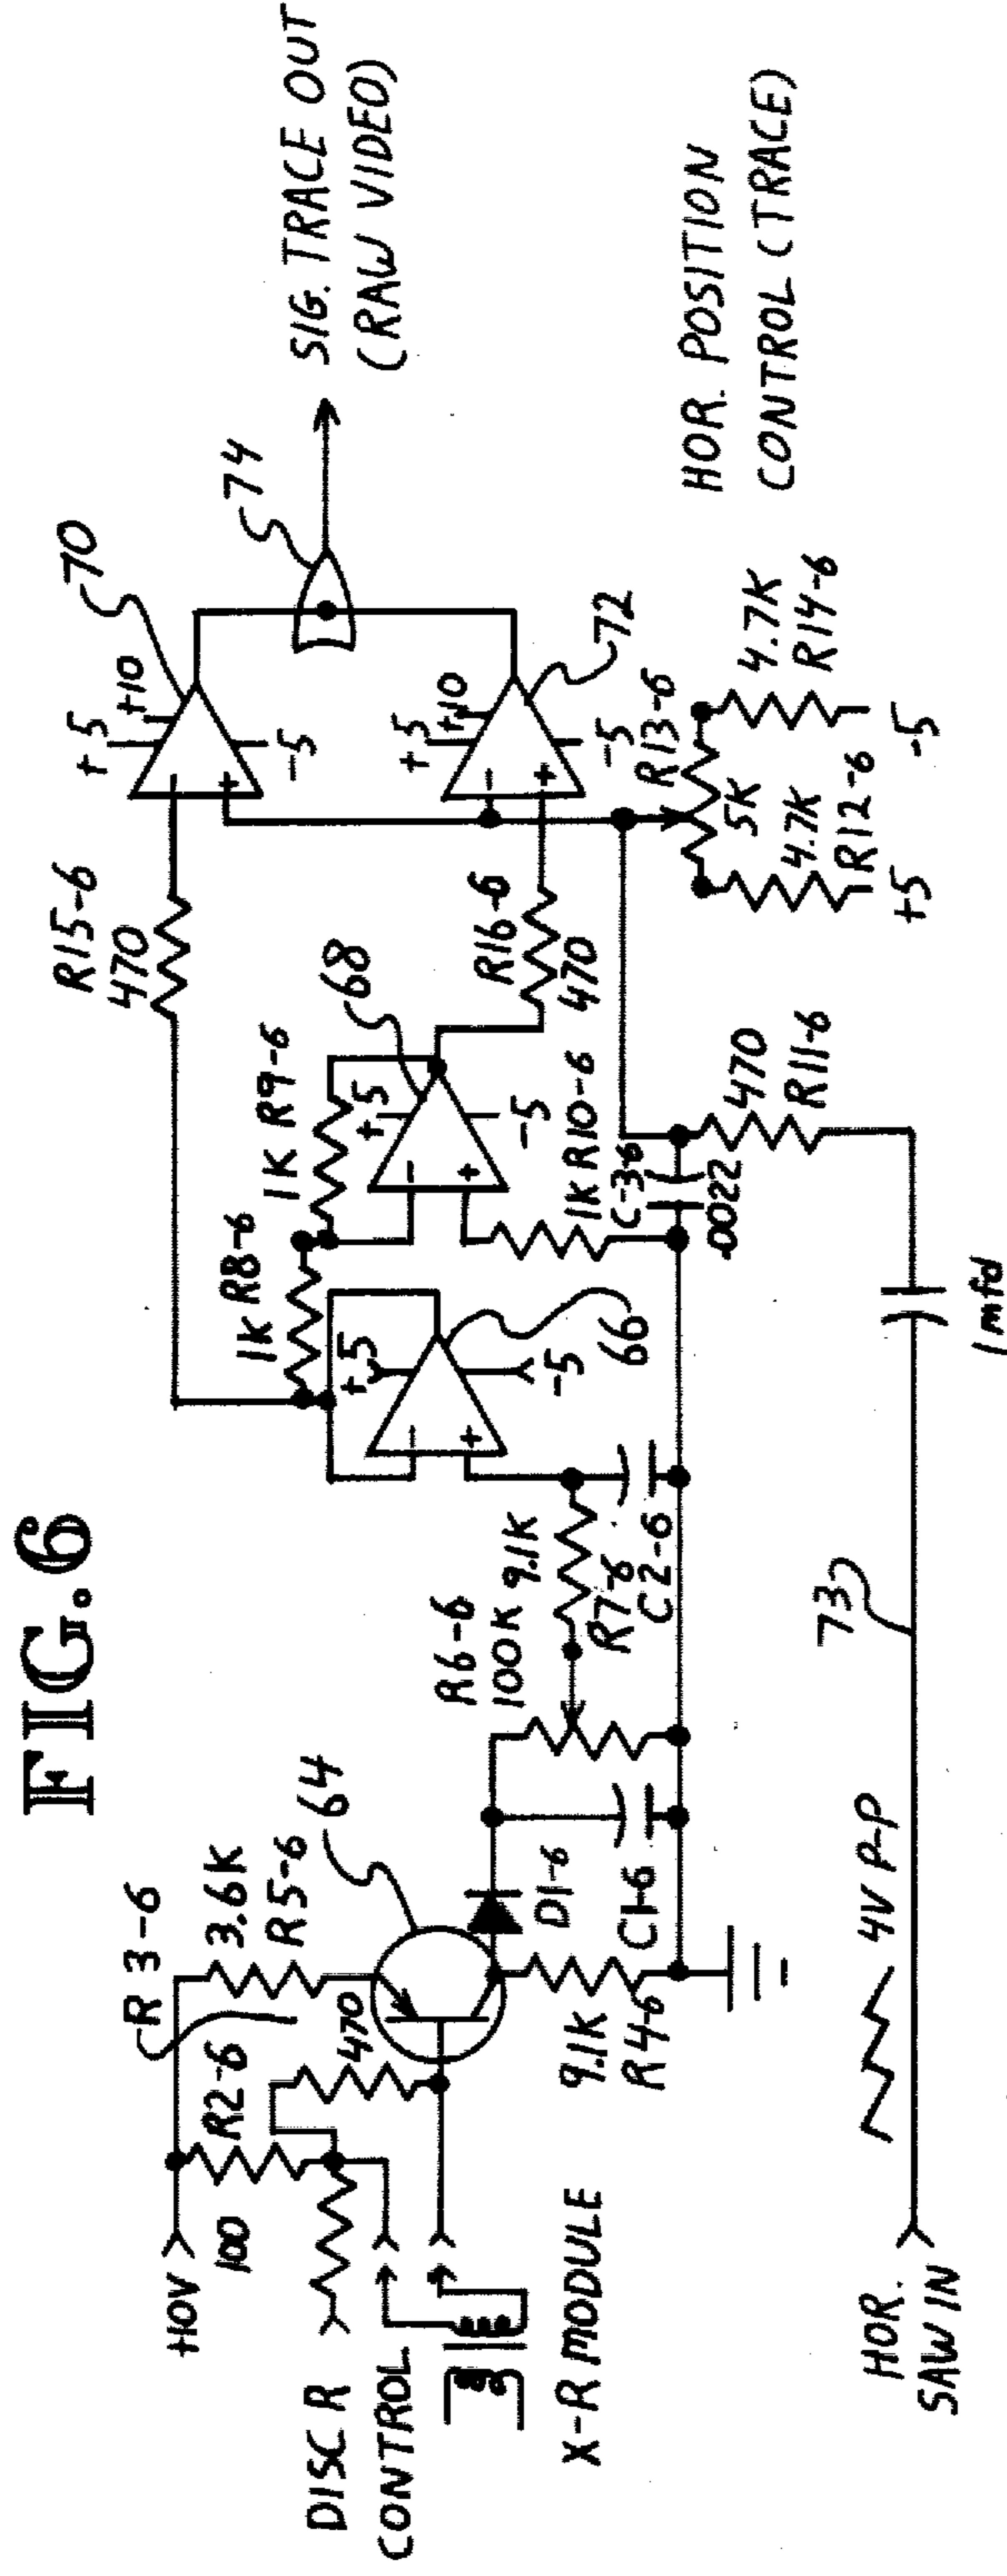 FIG.6
+10V
100
R2-6
R3-6
3.6K
R5-6
64
470
DISC R
CONTROL
X-R MODULE
9.1K
R4-6
D1-6
C1-6
R6-6
100K
9.1K
R7-6
C2-6
+5
-5
66
1K R8-6
1K R9-6
+5
-5
68
1K R10-6
C-36
.0022
R15-6
470
R16-6
470
+5
+10
-5
70
+5
+10
-5
72
74
SIG. TRACE OUT
(RAW VIDEO)
R13-6
5K
4.7K
R12-6
+5
4.7K
R14-6
-5
HOR. POSITION
CONTROL (TRACE)
470
R11-6
1mfd
73
4V P-P
HOR.
SAW IN